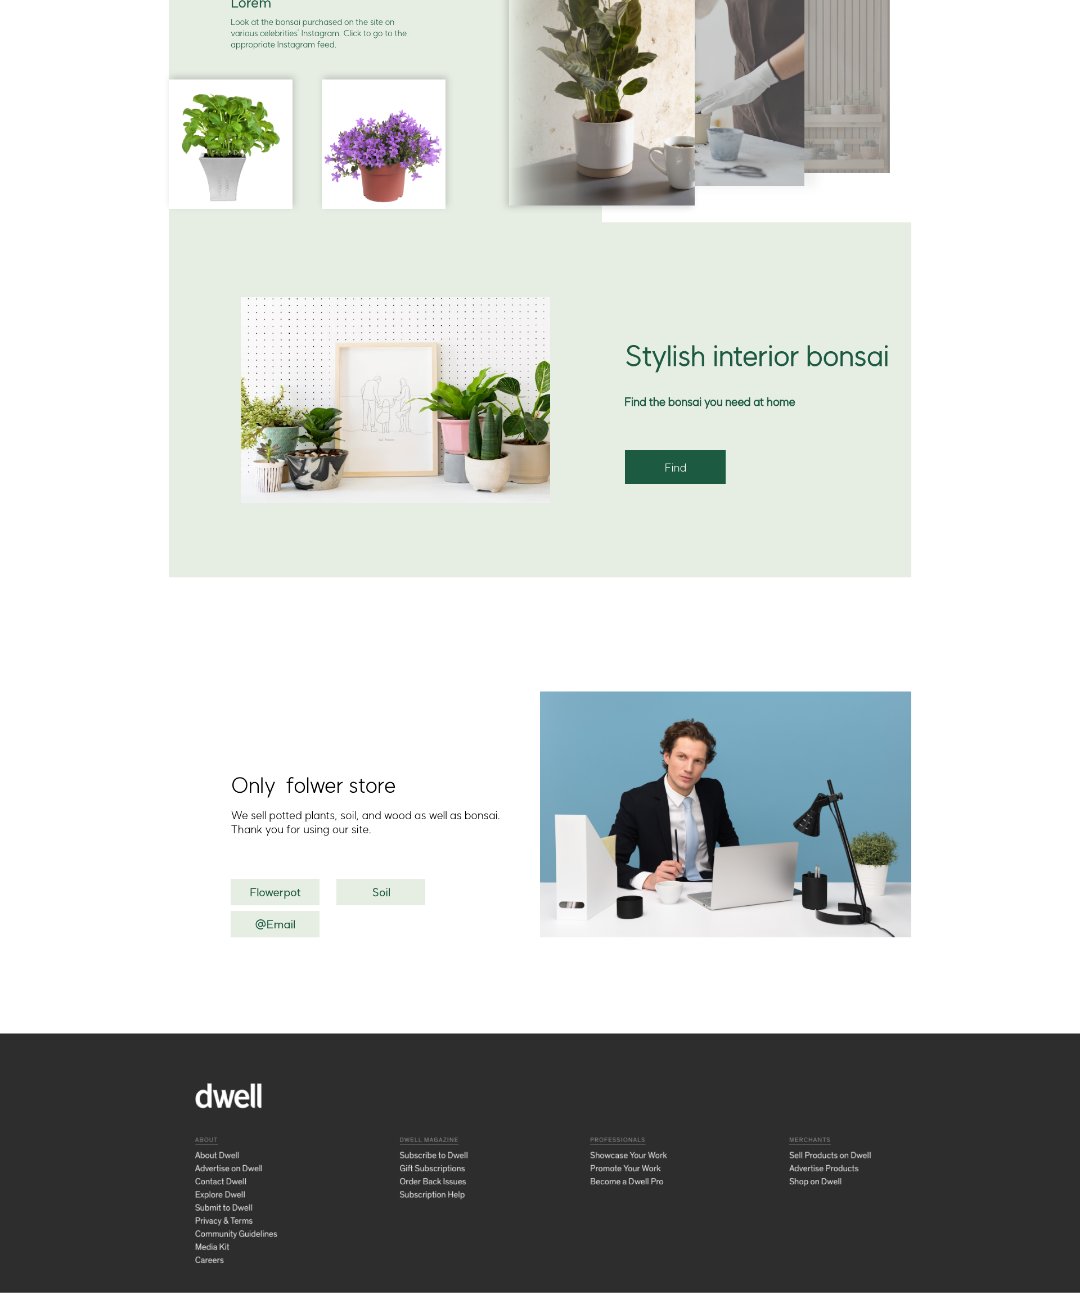 Lorem
Look at the bonsai purchased on the site on
various celebrities' Instagram. Click to go to the
appropriate Instagram feed.
Stylish interior bonsai
Find the bonsai you need at home
Find
Only folwer store
We sell potted plants, soil, and wood as well as bonsai.
Thank you for using our site.
Flowerpot
Soil
@Email
dwell
ABOUT
About Dwell
Advertise on Dwell
Contact Dwell
Explore Dwell
Submit to Dwell
Privacy & Terms
Community Guidelines
Media Kit
Careers
DWELL MAGAZINE
Subscribe to Dwell
Gift Subscriptions
Order Back Issues
Subscription Help
PROFESSIONALS
Showcase Your Work
Promote Your Work
Become a Dwell Pro
MERCHANTS
Sell Products on Dwell
Advertise Products
Shop on Dwell